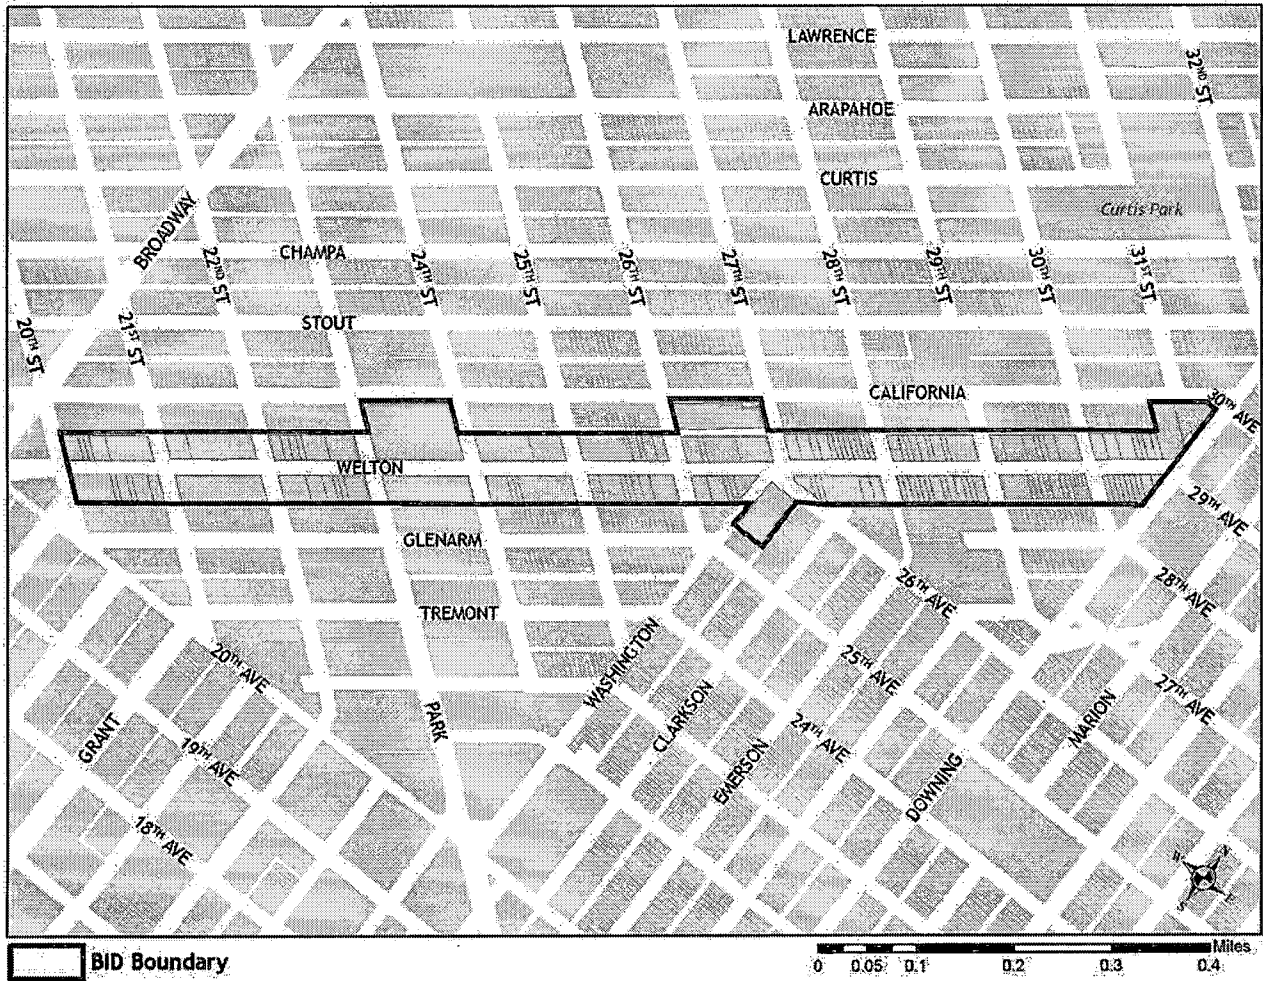 LAWRENCE
32ND ST
ARAPAHOE
CURTIS
Curtis Park
BROADWAY
CHAMPA
22ND ST
24TH ST
25TH ST
26TH ST
27TH ST
28TH ST
29TH ST
30TH ST
31ST ST
20TH ST
21ST ST
STOUT
CALIFORNIA
30TH AVE
WELTON
29TH AVE
GLENARM
26TH AVE
28TH AVE
TREMONT
WASHINGTON
20TH AVE
25TH AVE
27TH AVE
CLARKSON
MARION
PARK
GRANT
19TH AVE
24TH AVE
EMERSON
DOWNING
18TH AVE
N
W
E
S
BID Boundary
Miles
0 0.05 0.1 0.2 0.3 0.4